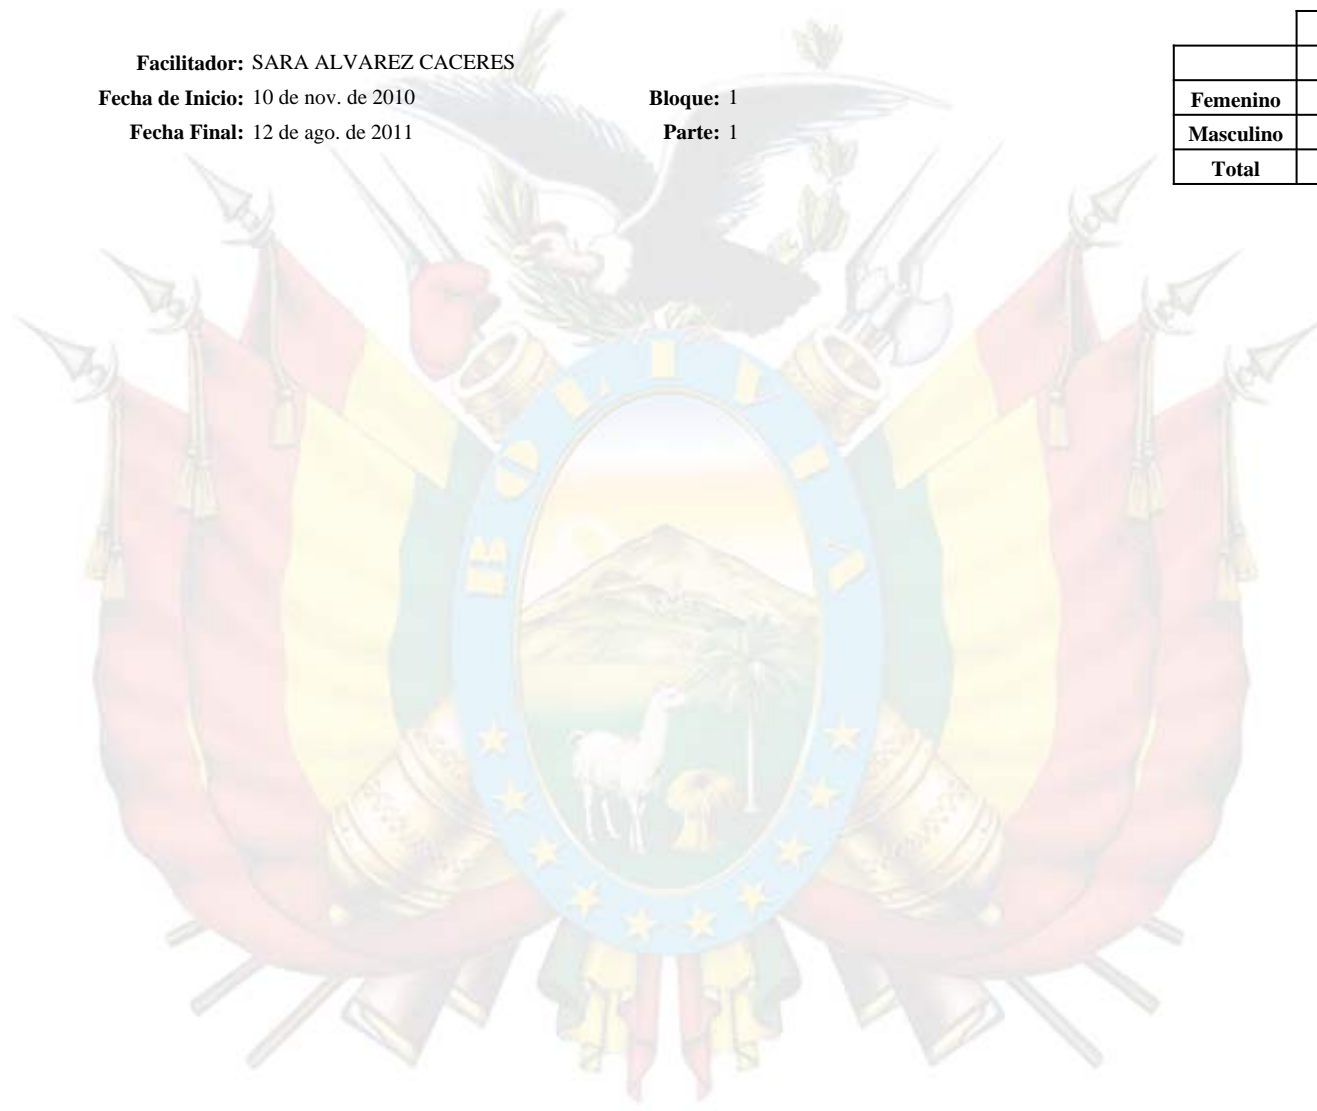 Facilitador: SARA ALVAREZ CACERES
Fecha de Inicio: 10 de nov. de 2010 Bloque: 1
Fecha Final: 12 de ago. de 2011 Parte: 1
Femenino
Masculino
Total
BOLIVIA